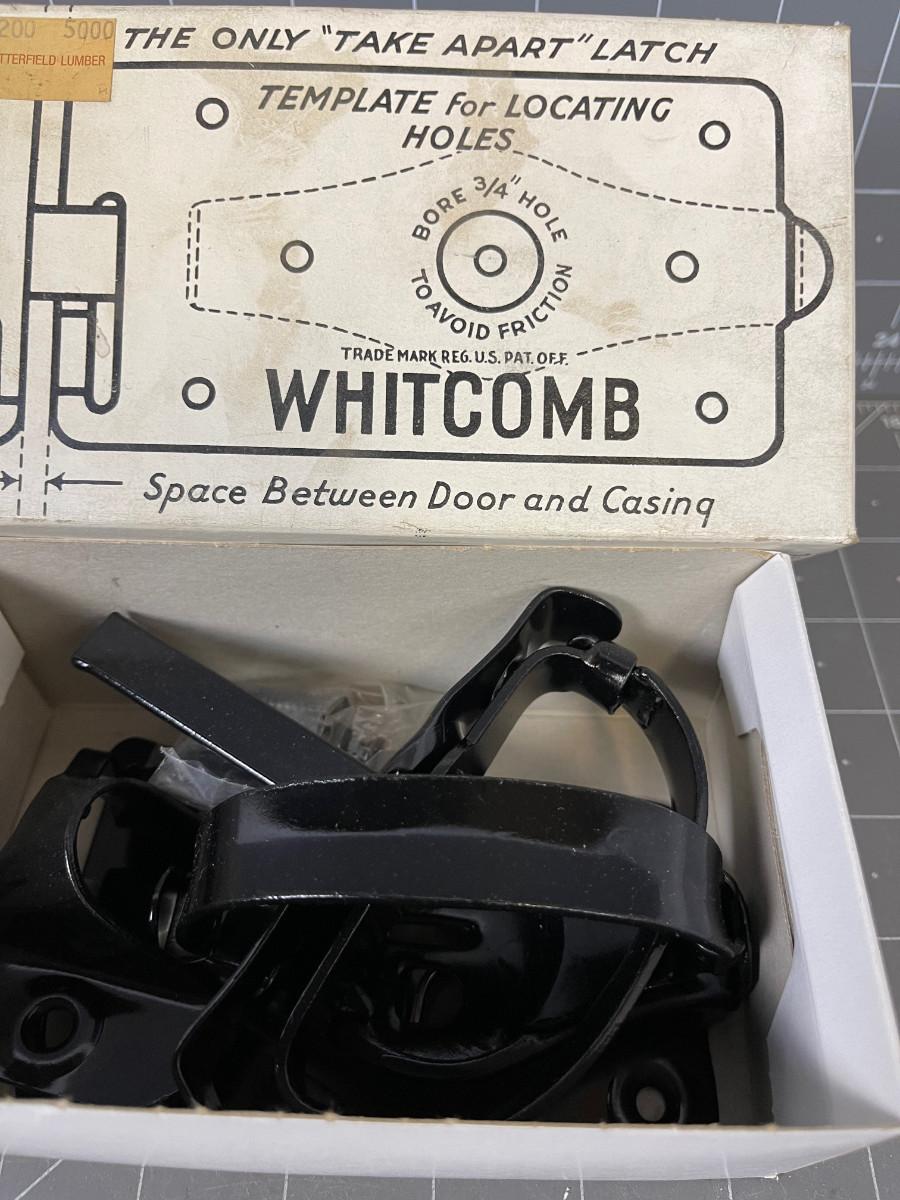 200 5000
TTERFIELD LUMBER
THE ONLY "TAKE APART" LATCH
TEMPLATE for LOCATING
HOLES
BORE 3/4" HOLE
TO AVOID FRICTION
TRADE MARK REG. U.S. PAT. OFF.
WHITCOMB
Space Between Door and Casing
24